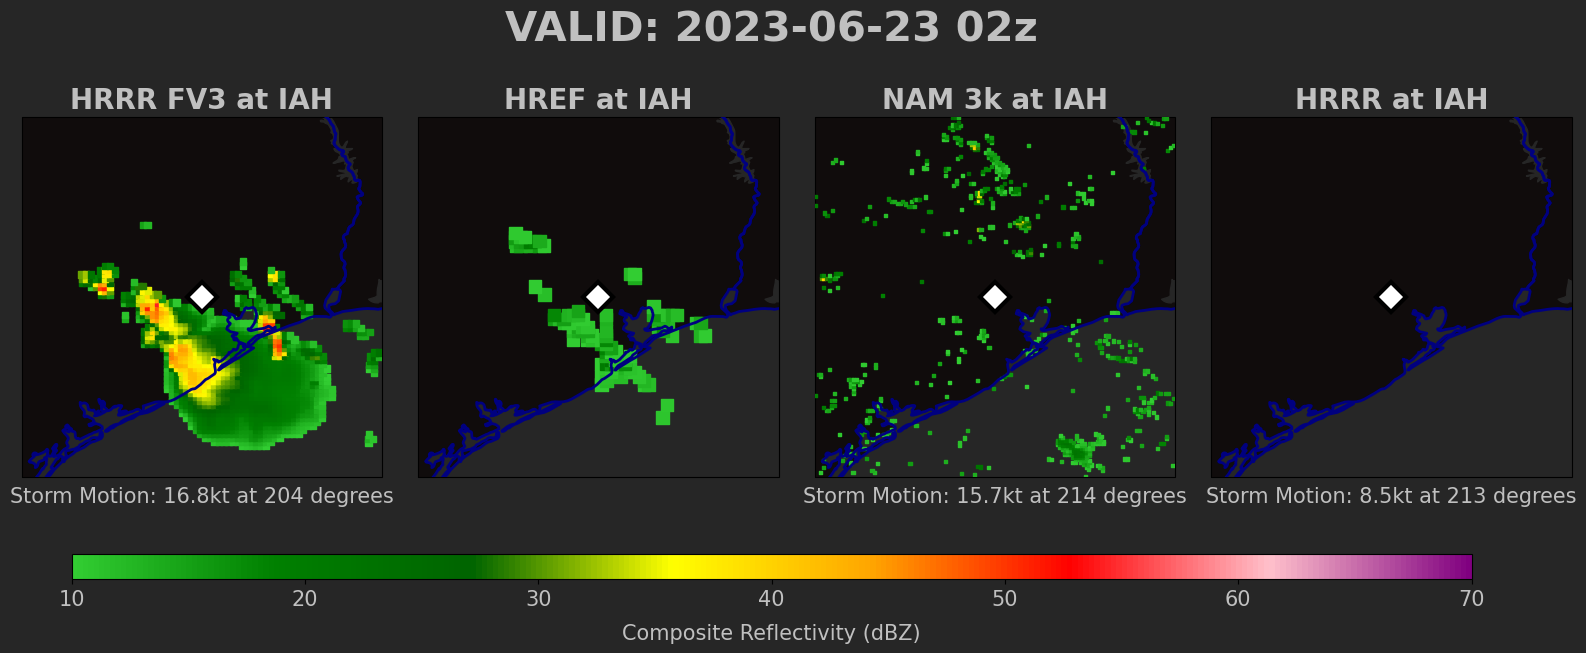 VALID: 2023-06-23 02z
HRRR FV3 at IAH
HREF at IAH
NAM 3k at IAH
HRRR at IAH
Storm Motion: 16.8kt at 204 degrees
Storm Motion: 15.7kt at 214 degrees
Storm Motion: 8.5kt at 213 degrees
10 20 30 40 50 60 70
Composite Reflectivity (dBZ)